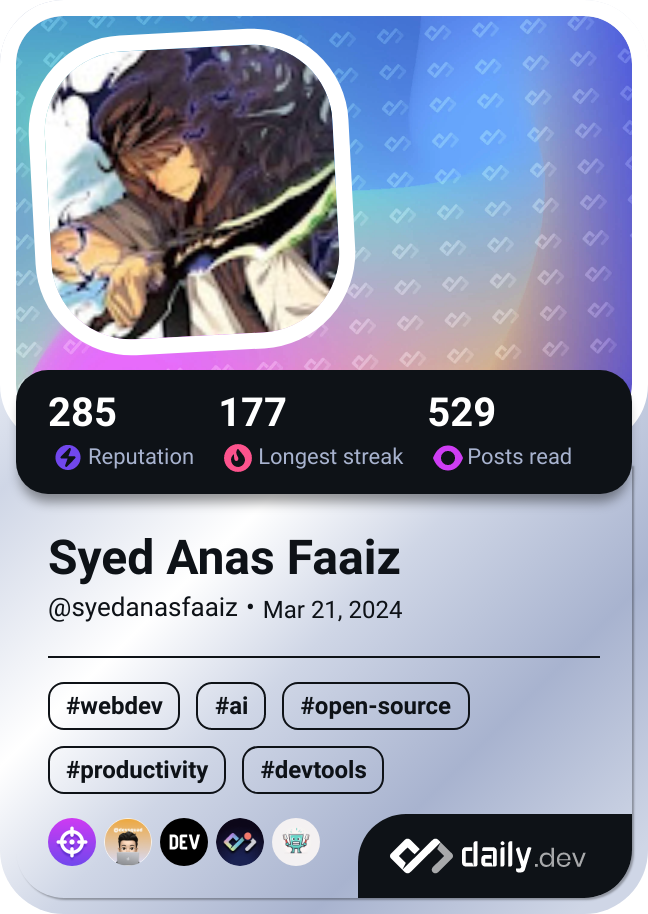 285 177 529
Reputation Longest streak Posts read
Syed Anas Faaiz
@syedanasfaaiz • Mar 21, 2024
#webdev #ai #open-source
#productivity #devtools
DEV
daily.dev